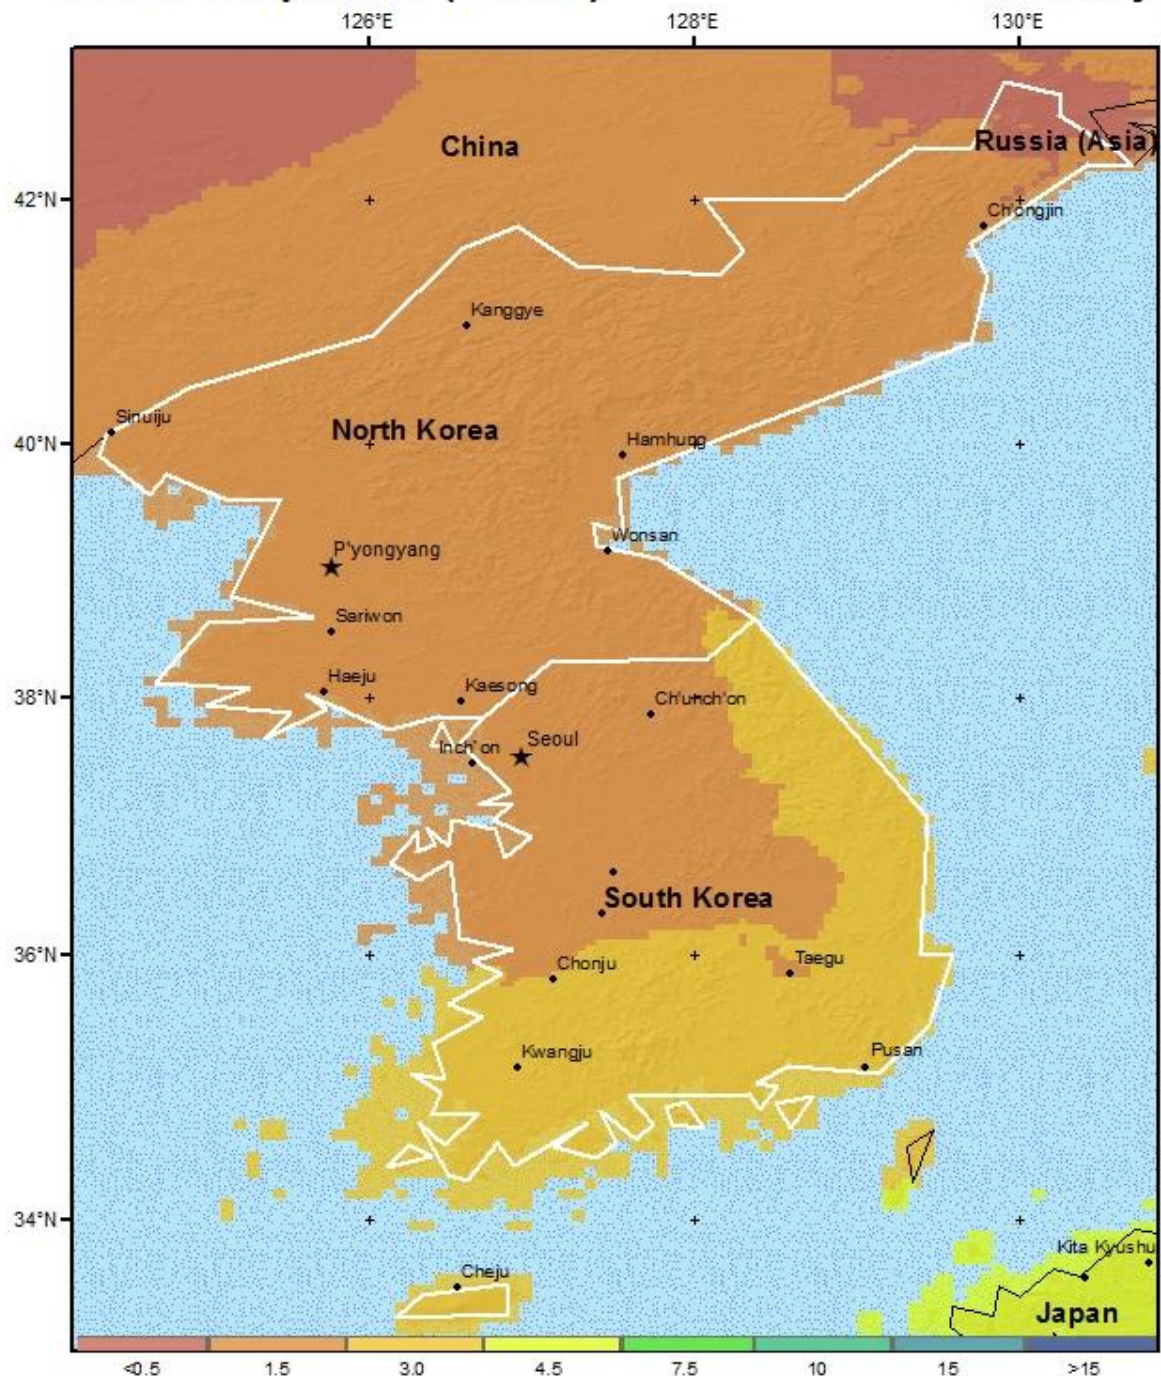 126°E 128°E 130°E
China
Russia (Asia)
42°N
Ch'ongjin
Kanggye
Sinuiju
North Korea
40°N
Hamhung
Wonsan
P'yongyang
Sariwon
Haeju
Kaesong
38°N
Ch'unch'on
Inch'on
Seoul
South Korea
36°N
Chonju
Taegu
Kwangju
Pusan
34°N
Kita Kyushu
Cheju
Japan
<0.5 1.5 3.0 4.5 7.5 10 15 >15